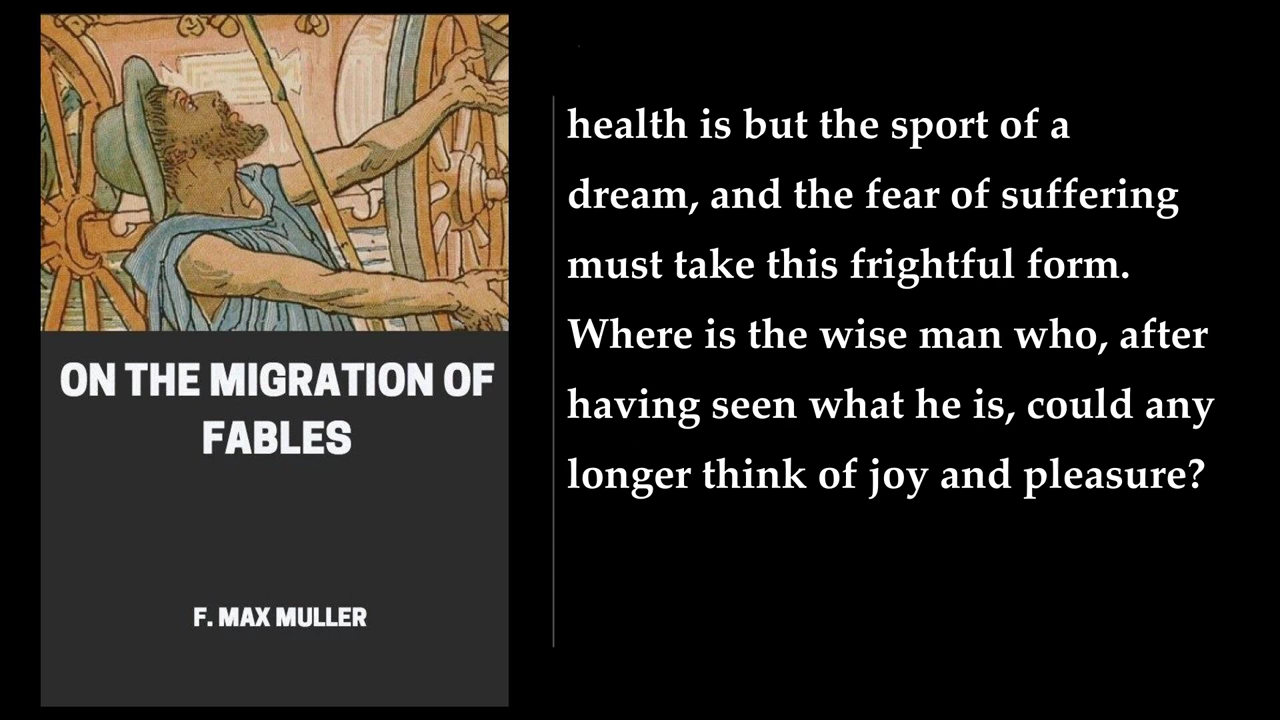 ON THE MIGRATION OF
FABLES
F. MAX MULLER
health is but the sport of a
dream, and the fear of suffering
must take this frightful form.
Where is the wise man who, after
having seen what he is, could any
longer think of joy and pleasure?